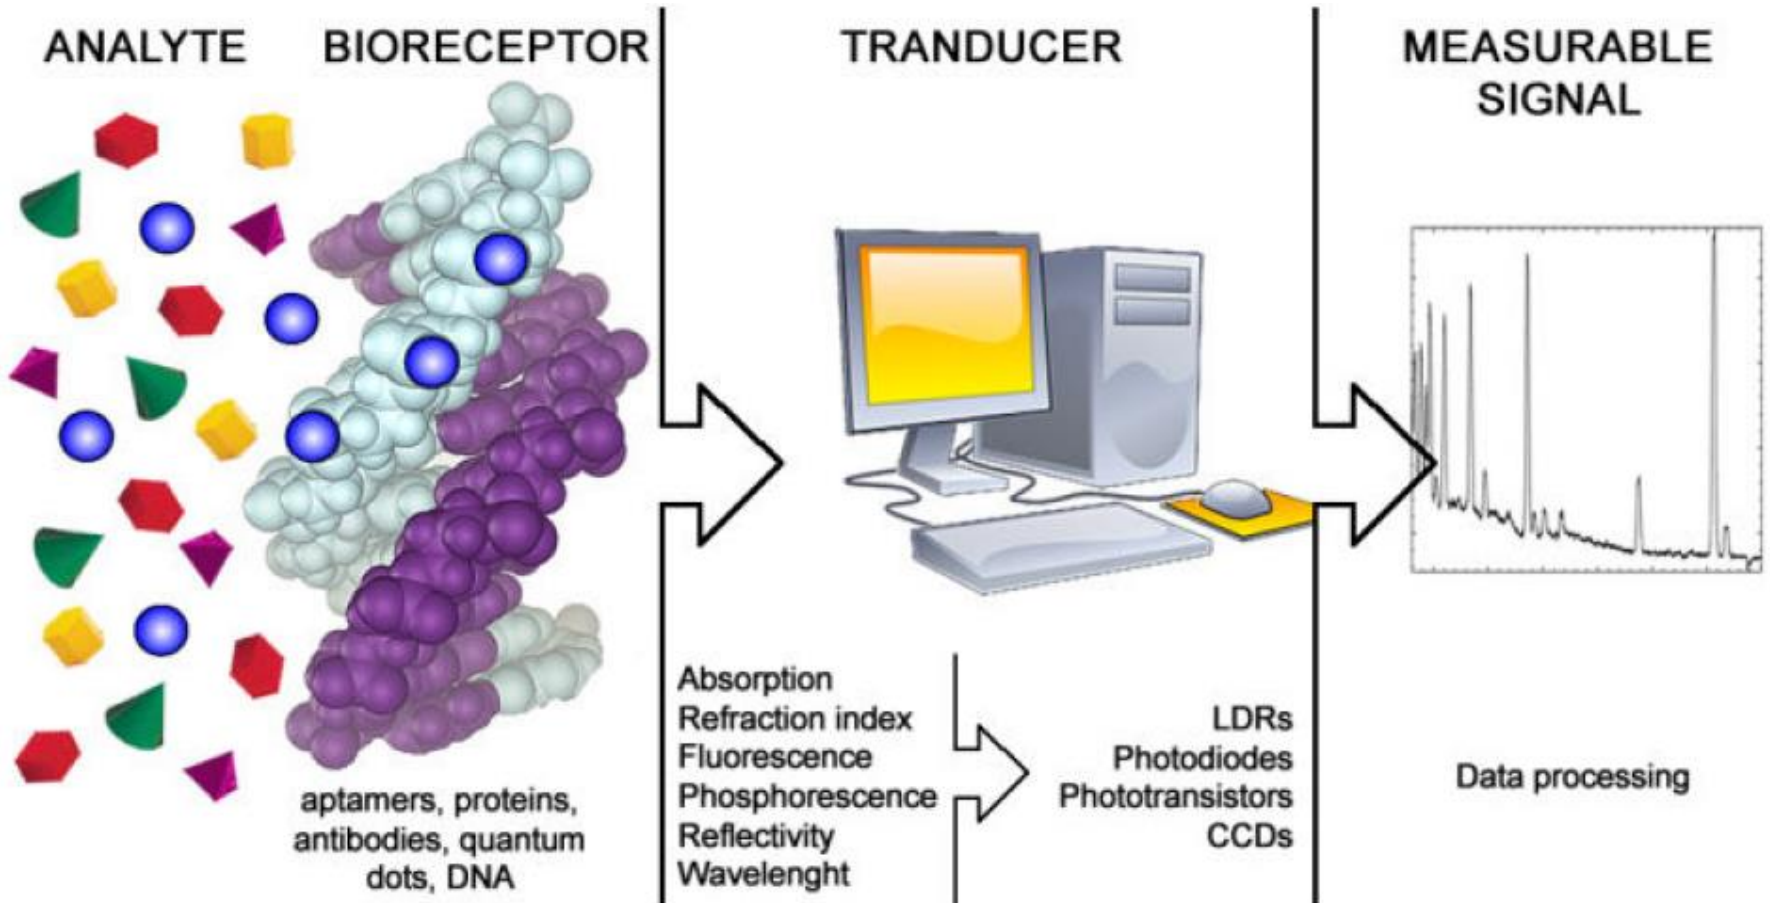 ANALYTE
BIORECEPTOR
TRANDUCER
MEASURABLE
SIGNAL
aptamers, proteins,
antibodies, quantum
dots, DNA
Absorption
Refraction index
Fluorescence
Phosphorescence
Reflectivity
Wavelenght
LDRs
Photodiodes
Phototransistors
CCDs
Data processing